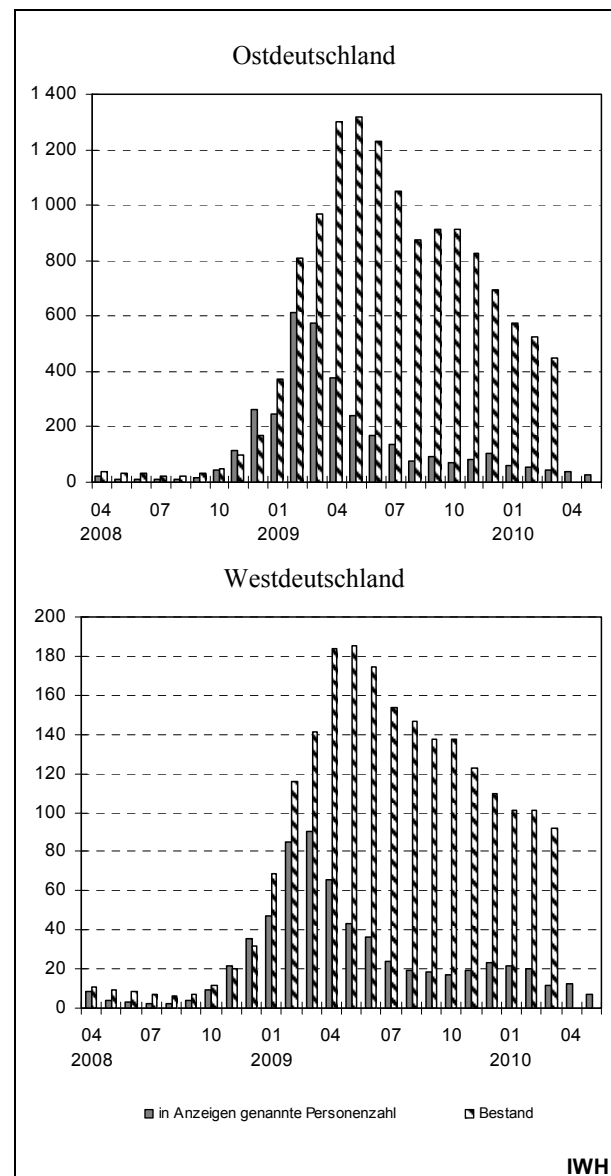 Ostdeutschland
1 400
1 200
1 000
800
600
400
200
0
04 07 10 01 04 07 10 01 04
2008 2009 2010
Westdeutschland
200
180
160
140
120
100
80
60
40
20
0
04 07 10 01 04 07 10 01 04
2008 2009 2010
in Anzeigen genannte Personenzahl Bestand
IWH